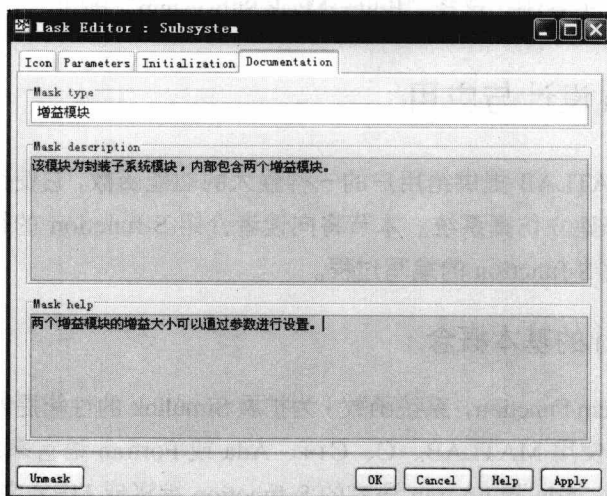 Mask Editor : Subsystem
Icon Parameters Initialization Documentation
Mask type
增益模块
Mask description
该模块为封装子系统模块，内部包含两个增益模块。
Mask help
两个增益模块的增益大小可以通过参数进行设置。
Unmask OK Cancel Help Apply